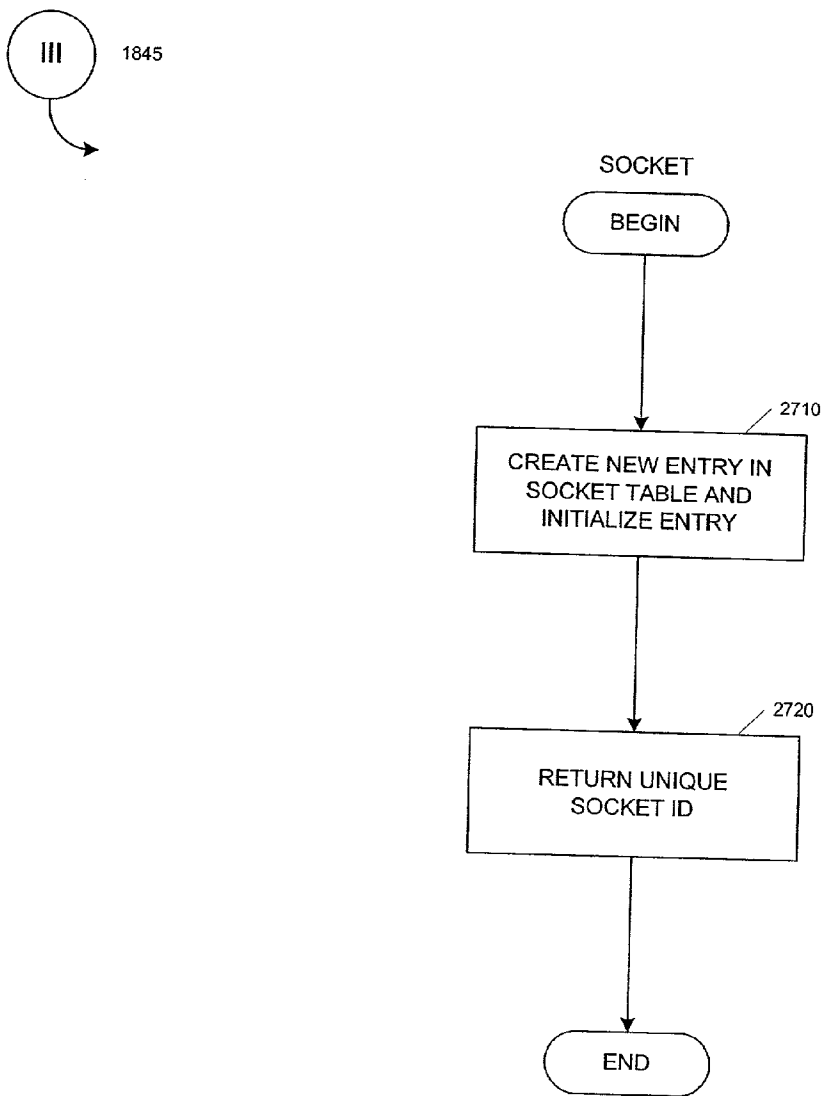 III
1845
SOCKET
BEGIN
2710
CREATE NEW ENTRY IN
SOCKET TABLE AND
INITIALIZE ENTRY
2720
RETURN UNIQUE
SOCKET ID
END